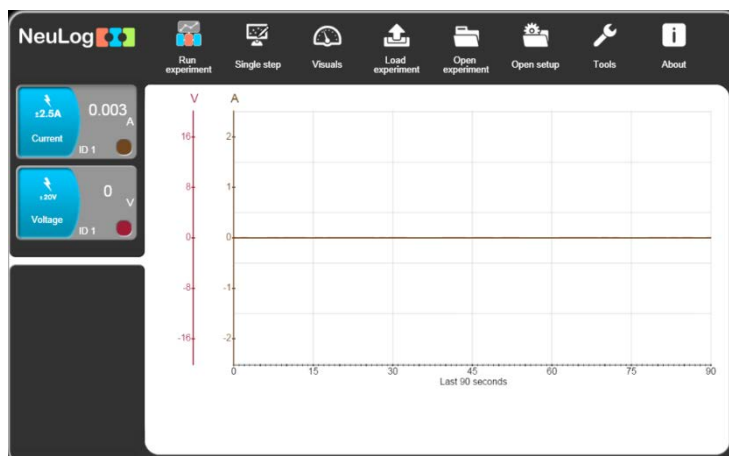 NeuLog
Run experiment
Single step
Visuals
Load experiment
Open experiment
Open setup
Tools
About
±2.5A
0.003
A
Current
ID 1
±20V
0
V
Voltage
ID 1
V
A
16
2
8
1
0
0
-8
-1
-16
-2
0
15
30
45
60
75
90
Last 90 seconds